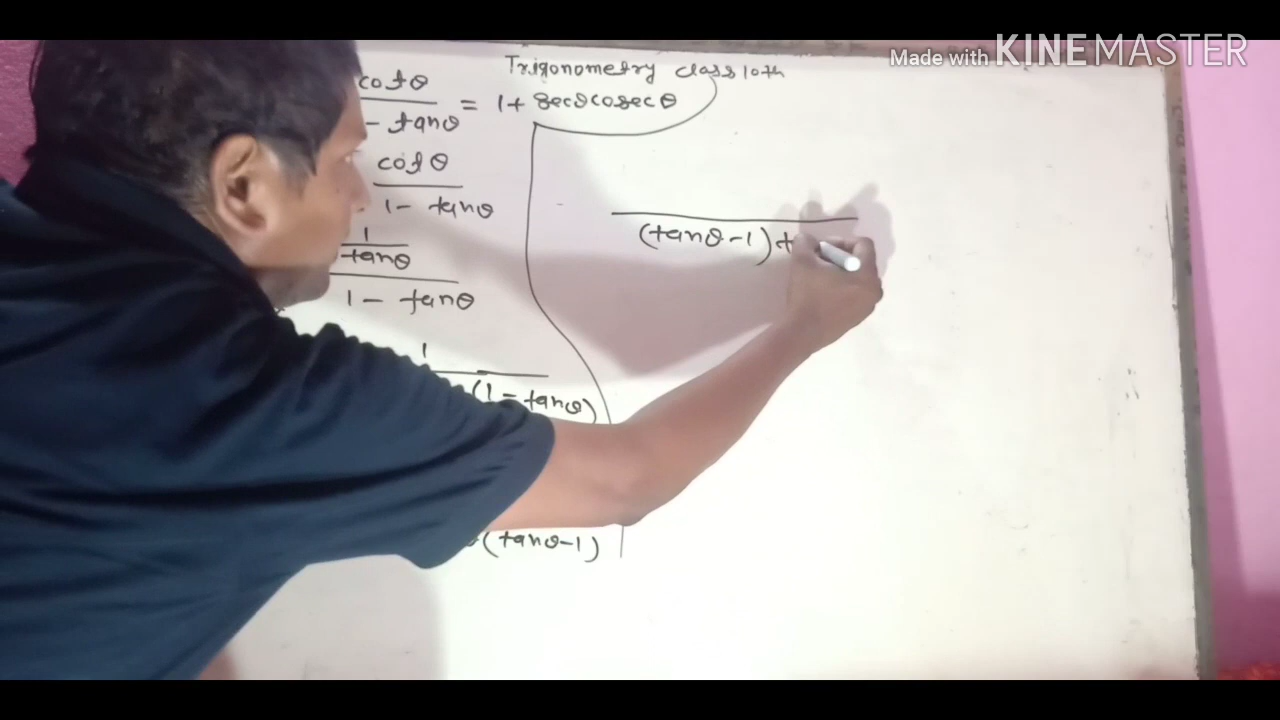 Made with KINEMASTER
Trigonometry class 10th
cotθ
- tanθ = 1+ secθcosecθ
cotθ
1 - tanθ
1
tanθ
1 - tanθ
1
(1 - tanθ)
(tanθ-1)
(tanθ-1)t